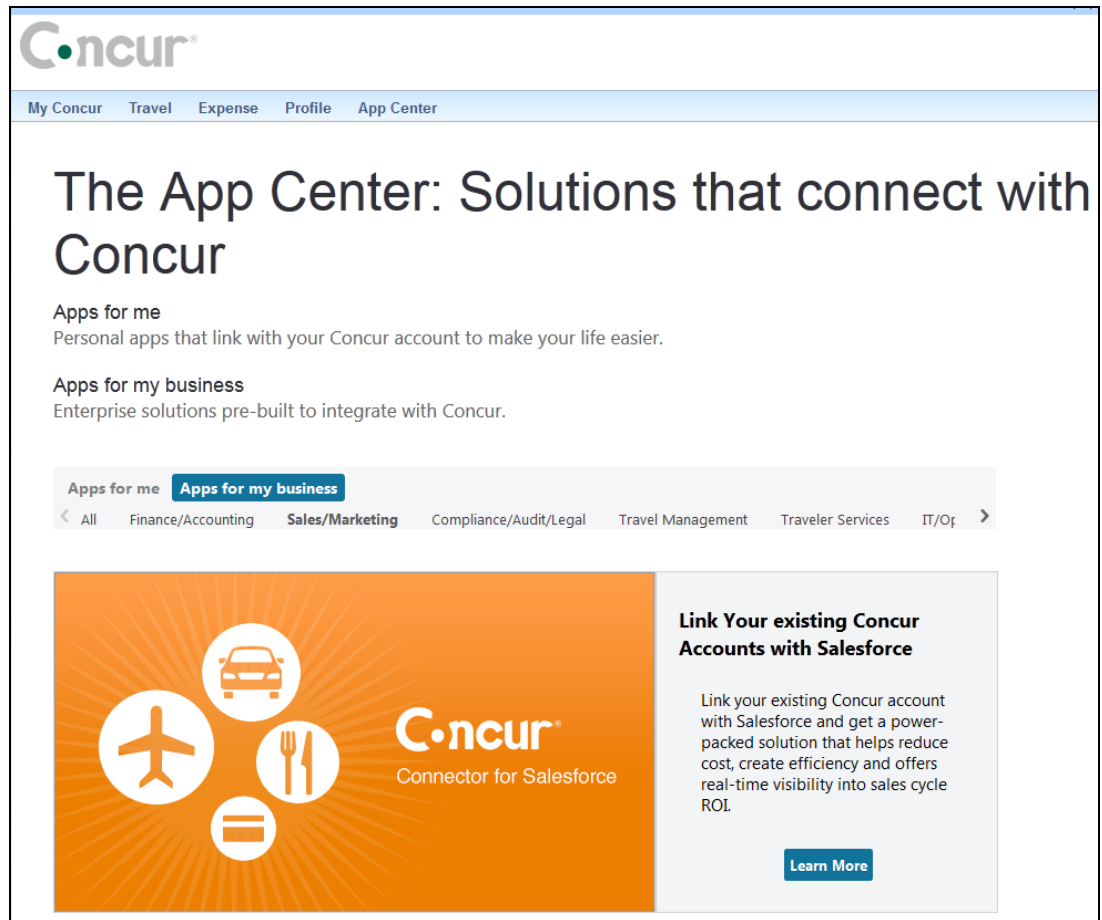 Concur®
My Concur Travel Expense Profile App Center
The App Center: Solutions that connect with
Concur
Apps for me
Personal apps that link with your Concur account to make your life easier.
Apps for my business
Enterprise solutions pre-built to integrate with Concur.
Apps for me Apps for my business
< All Finance/Accounting Sales/Marketing Compliance/Audit/Legal Travel Management Traveler Services IT/Op >
Concur®
Connector for Salesforce
Link Your existing Concur
Accounts with Salesforce
Link your existing Concur account
with Salesforce and get a power-
packed solution that helps reduce
cost, create efficiency and offers
real-time visibility into sales cycle
ROI.
Learn More